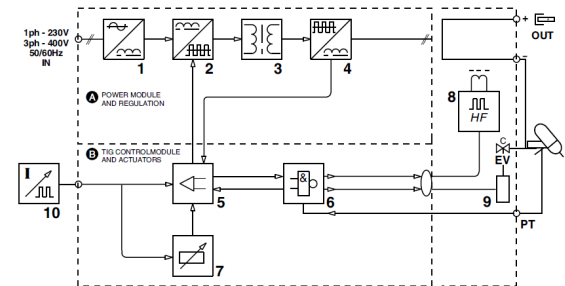 1ph - 230V
3ph - 400V
50/60Hz
IN
1
2
3
4
+
OUT
−
A POWER MODULE
AND REGULATION
8
HF
B TIG CONTROLMODULE
AND ACTUATORS
C
EV
I
10
5
&
6
9
PT
7